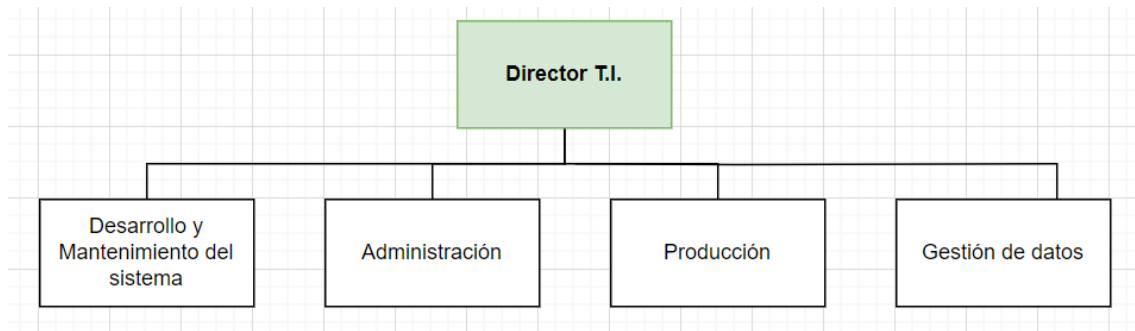 Director T.I.
Desarrollo y
Mantenimiento del
sistema
Administración
Producción
Gestión de datos